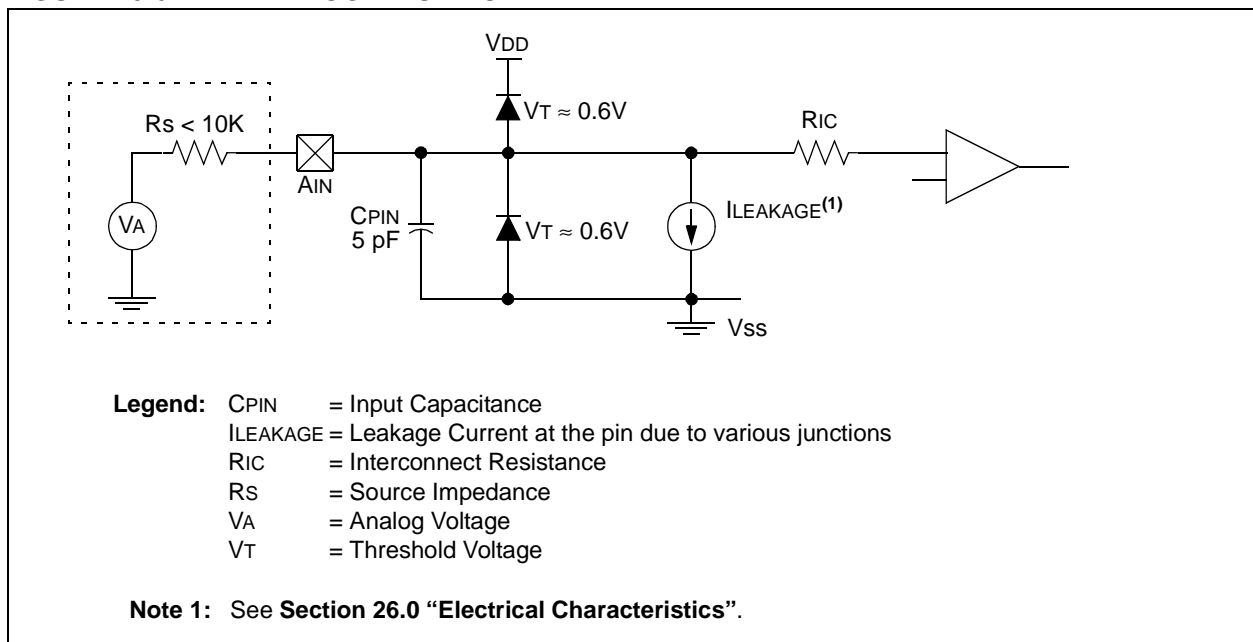 VDD
VT ≈ 0.6V
RS < 10K
RIC
AIN
VA
CPIN
5 pF
VT ≈ 0.6V
ILEAKAGE(1)
VSS
Legend: CPIN = Input Capacitance
ILEAKAGE = Leakage Current at the pin due to various junctions
RIC = Interconnect Resistance
RS = Source Impedance
VA = Analog Voltage
VT = Threshold Voltage
Note 1: See Section 26.0 “Electrical Characteristics”.